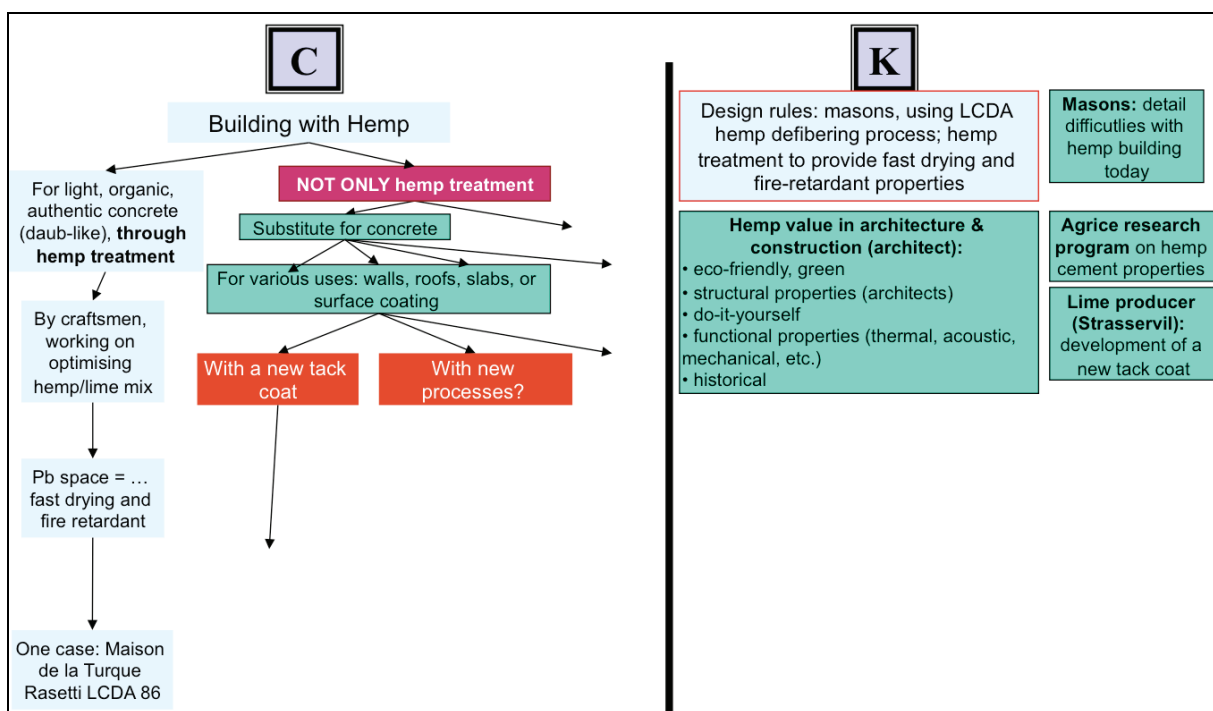 C
Building with Hemp
For light, organic,
authentic concrete
(daub-like), through
hemp treatment
By craftsmen,
working on
optimising
hemp/lime mix
Pb space = …
fast drying and
fire retardant
One case: Maison
de la Turque
Rasetti LCDA 86
NOT ONLY hemp treatment
Substitute for concrete
For various uses: walls, roofs, slabs, or
surface coating
With a new tack
coat
With new
processes?
K
Design rules: masons, using LCDA
hemp defibering process; hemp
treatment to provide fast drying and
fire-retardant properties
Masons: detail
difficutlies with
hemp building
today
Hemp value in architecture &
construction (architect):
• eco-friendly, green
• structural properties (architects)
• do-it-yourself
• functional properties (thermal, acoustic,
mechanical, etc.)
• historical
Agrice research
program on hemp
cement properties
Lime producer
(Strasservil):
development of a
new tack coat